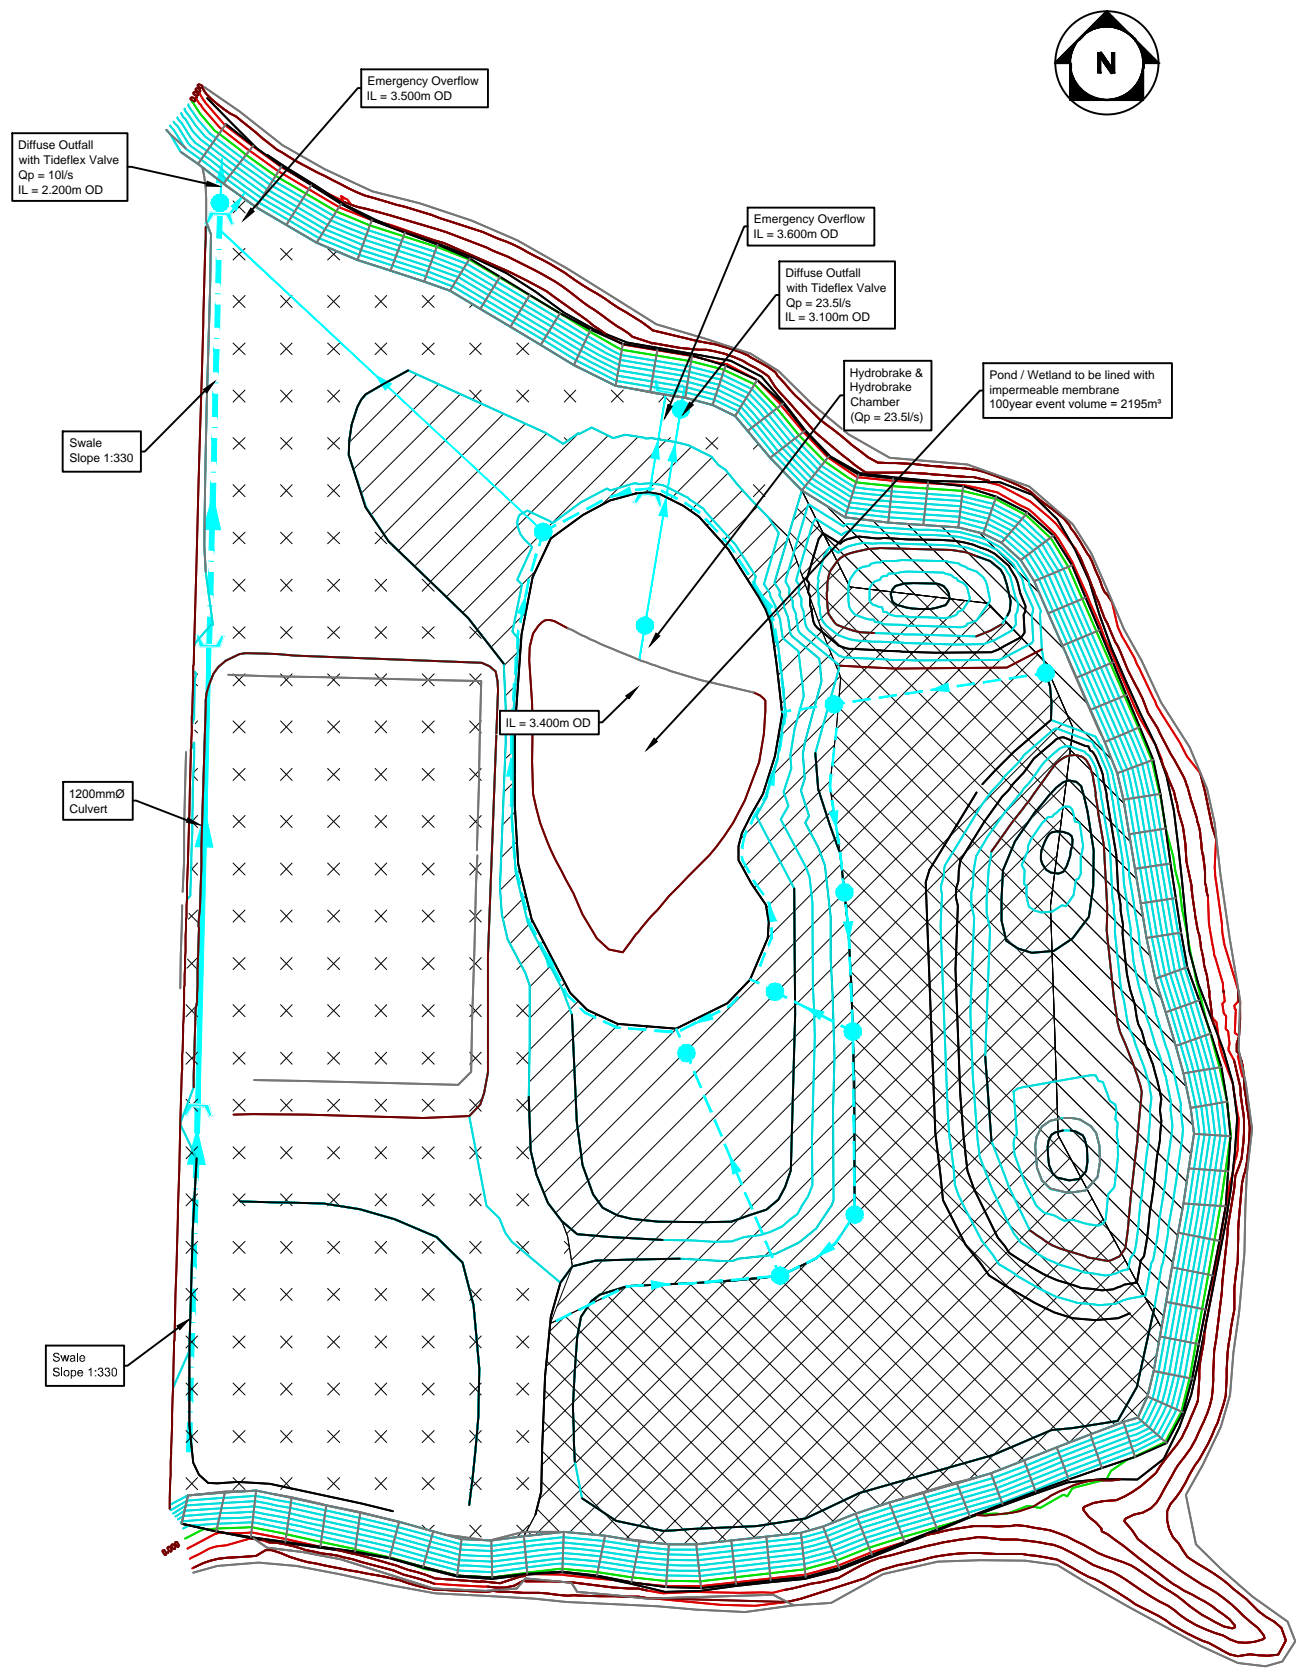 N
Emergency Overflow
IL = 3.500m OD
Diffuse Outfall
with Tideflex Valve
Qp = 10l/s
IL = 2.200m OD
Emergency Overflow
IL = 3.600m OD
Diffuse Outfall
with Tideflex Valve
Qp = 23.5l/s
IL = 3.100m OD
Hydrobrake &
Hydrobrake
Chamber
(Qp = 23.5l/s)
Pond / Wetland to be lined with
impermeable membrane
100year event volume = 2195m³
Swale
Slope 1:330
IL = 3.400m OD
1200mmØ
Culvert
Swale
Slope 1:330